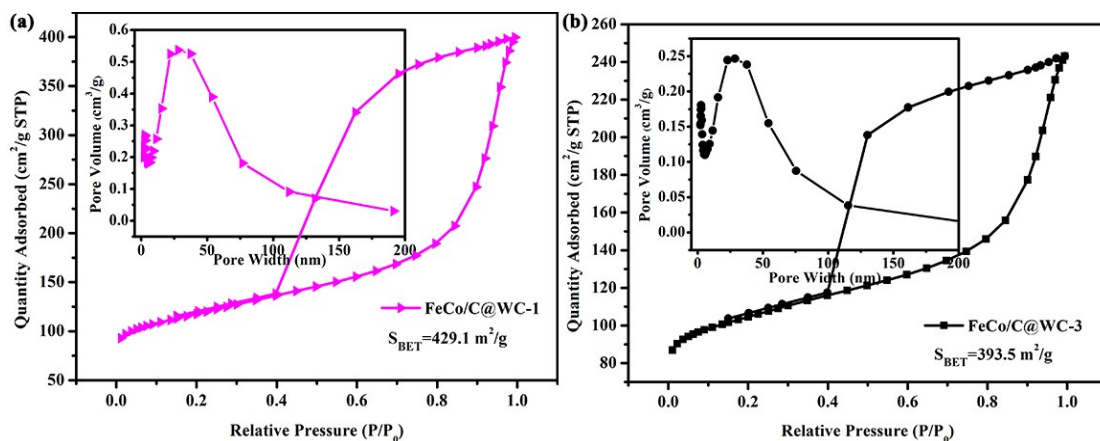 (a)
400
350
300
250
200
150
100
50
Quantity Adsorbed (cm²/g STP)
0.0 0.2 0.4 0.6 0.8 1.0
Relative Pressure (P/P₀)
0.6
0.5
0.4
0.3
0.2
0.1
0.0
Pore Volume (cm³/g)
0 50 100 150 200
Pore Width (nm)
FeCo/C@WC-1
S_BET=429.1 m²/g
(b)
260
240
220
200
180
160
140
120
100
80
60
Quantity Adsorbed (cm²/g STP)
0.0 0.2 0.4 0.6 0.8 1.0
Relative Pressure (P/P₀)
0.25
0.20
0.15
0.10
0.05
0.00
Pore Volume (cm³/g)
0 50 100 150 200
Pore Width (nm)
FeCo/C@WC-3
S_BET=393.5 m²/g